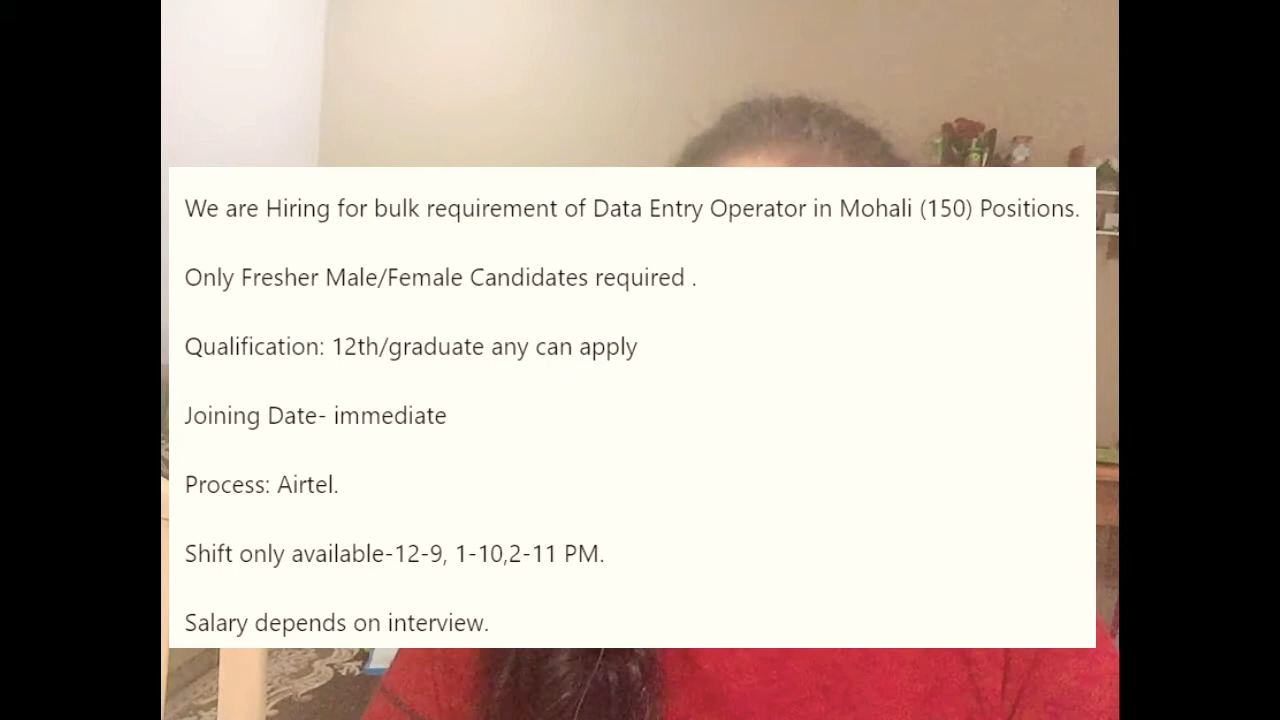 We are Hiring for bulk requirement of Data Entry Operator in Mohali (150) Positions.
Only Fresher Male/Female Candidates required .
Qualification: 12th/graduate any can apply
Joining Date- immediate
Process: Airtel.
Shift only available-12-9, 1-10,2-11 PM.
Salary depends on interview.